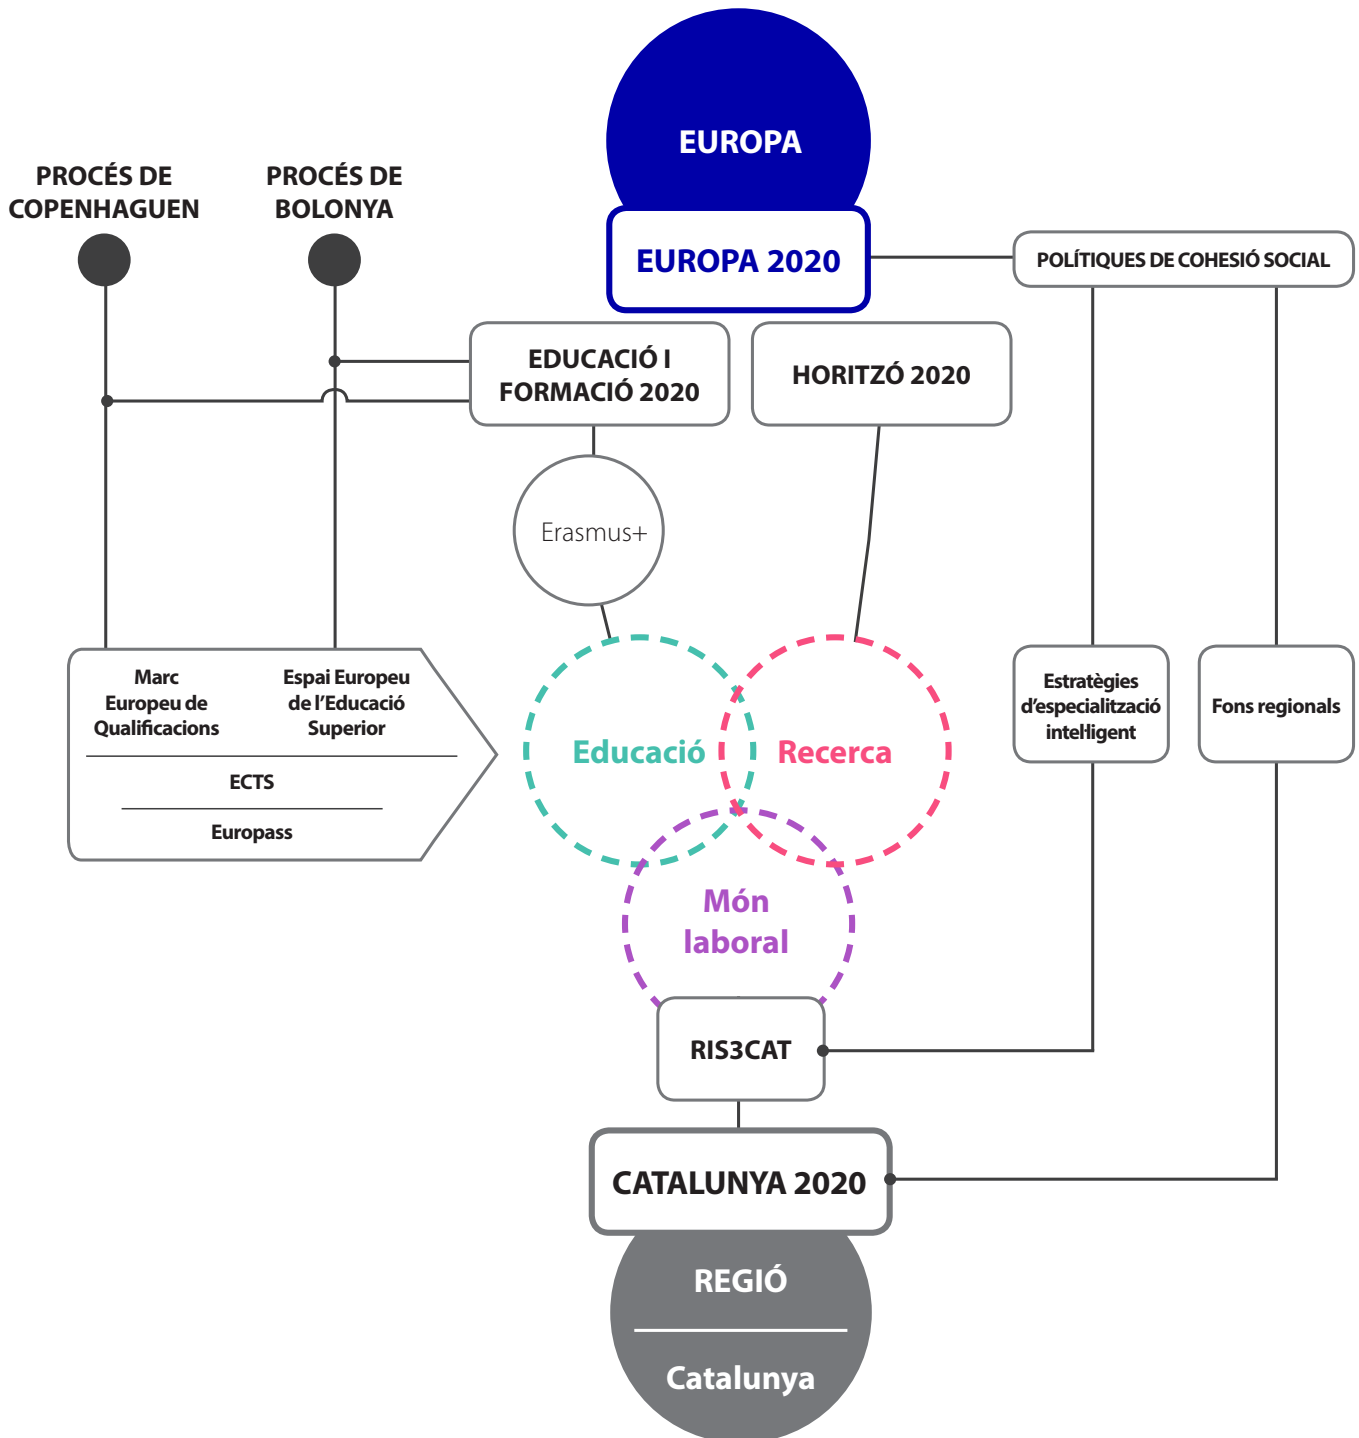 EUROPA
EUROPA 2020
PROCÉS DE
COPENHAGUEN
PROCÉS DE
BOLONYA
POLÍTIQUES DE COHESIÓ SOCIAL
EDUCACIÓ I
FORMACIÓ 2020
HORITZÓ 2020
Erasmus+
Marc
Europeu de
Qualificacions
Espai Europeu
de l’Educació
Superior
ECTS
Europass
Educació
Recerca
Món
laboral
Estratègies
d’especialització
intel·ligent
Fons regionals
RIS3CAT
CATALUNYA 2020
REGIÓ
Catalunya